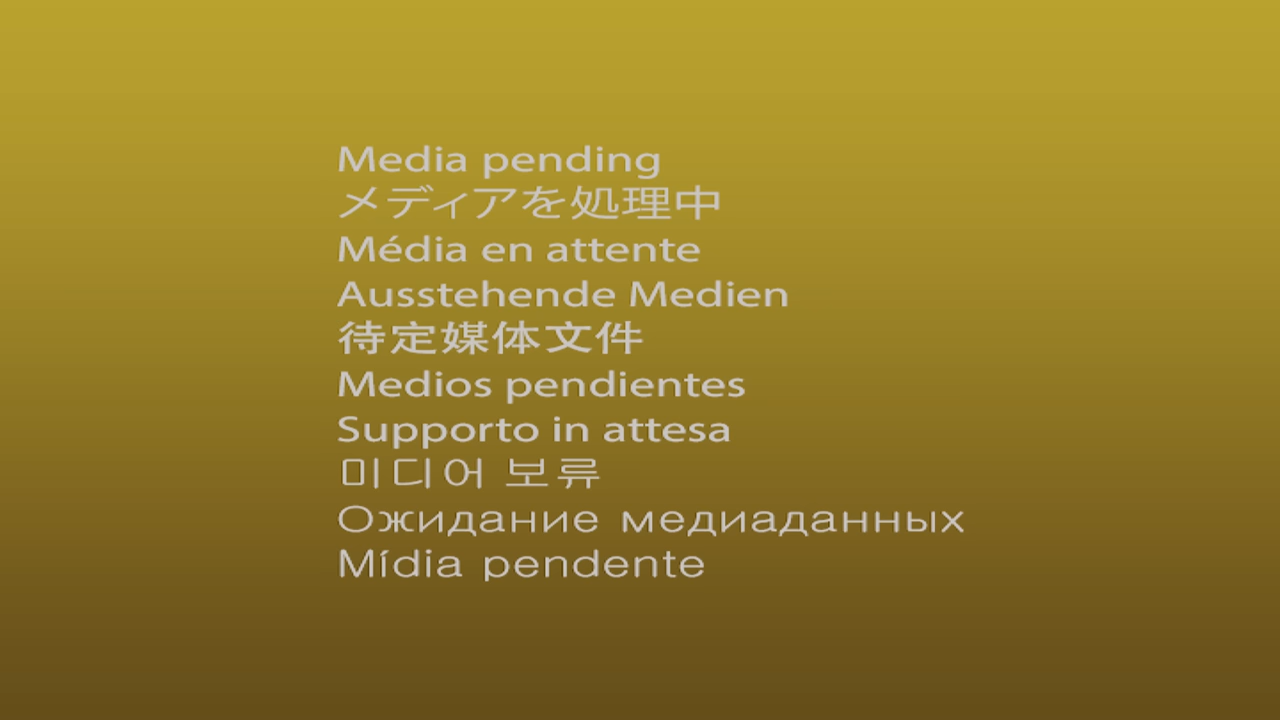 Media pending
メディアを処理中
Média en attente
Ausstehende Medien
待定媒体文件
Medios pendientes
Supporto in attesa
미디어 보류
Ожидание медиаданных
Mídia pendente